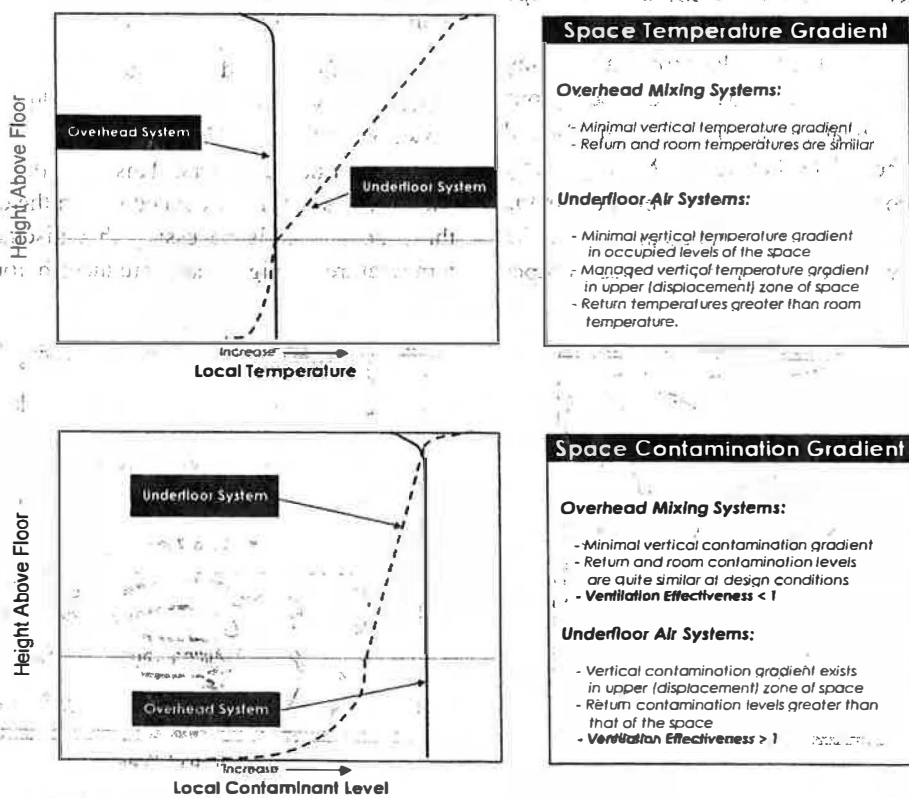 Space Temperature Gradient
Height Above Floor
Overhead System
Underfloor System
Increase
Local Temperature
Overhead Mixing Systems:
- Minimal vertical temperature gradient
- Return and room temperatures are similar
Underfloor Air Systems:
- Minimal vertical temperature gradient
in occupied levels of the space
- Managed vertical temperature gradient
in upper (displacement) zone of space
- Return temperatures greater than room
temperature.
Space Contamination Gradient
Height Above Floor
Underfloor System
Overhead System
Increase
Local Contaminant Level
Overhead Mixing Systems:
- Minimal vertical contamination gradient
- Return and room contamination levels
are quite similar at design conditions
- Ventilation Effectiveness < 1
Underfloor Air Systems:
- Vertical contamination gradient exists
in upper (displacement) zone of space
- Return contamination levels greater than
that of the space
- Ventilation Effectiveness > 1